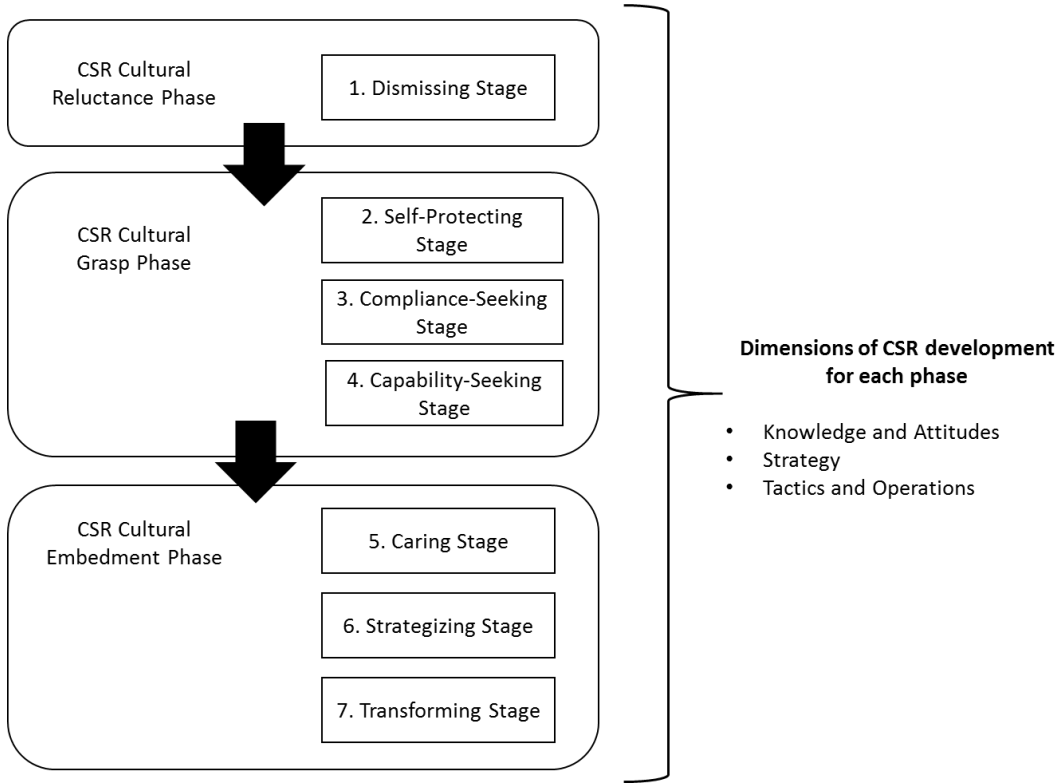 CSR Cultural
Reluctance Phase
1. Dismissing Stage
CSR Cultural
Grasp Phase
2. Self-Protecting
Stage
3. Compliance-Seeking
Stage
4. Capability-Seeking
Stage
CSR Cultural
Embedment Phase
5. Caring Stage
6. Strategizing Stage
7. Transforming Stage
Dimensions of CSR development
for each phase
• Knowledge and Attitudes
• Strategy
• Tactics and Operations